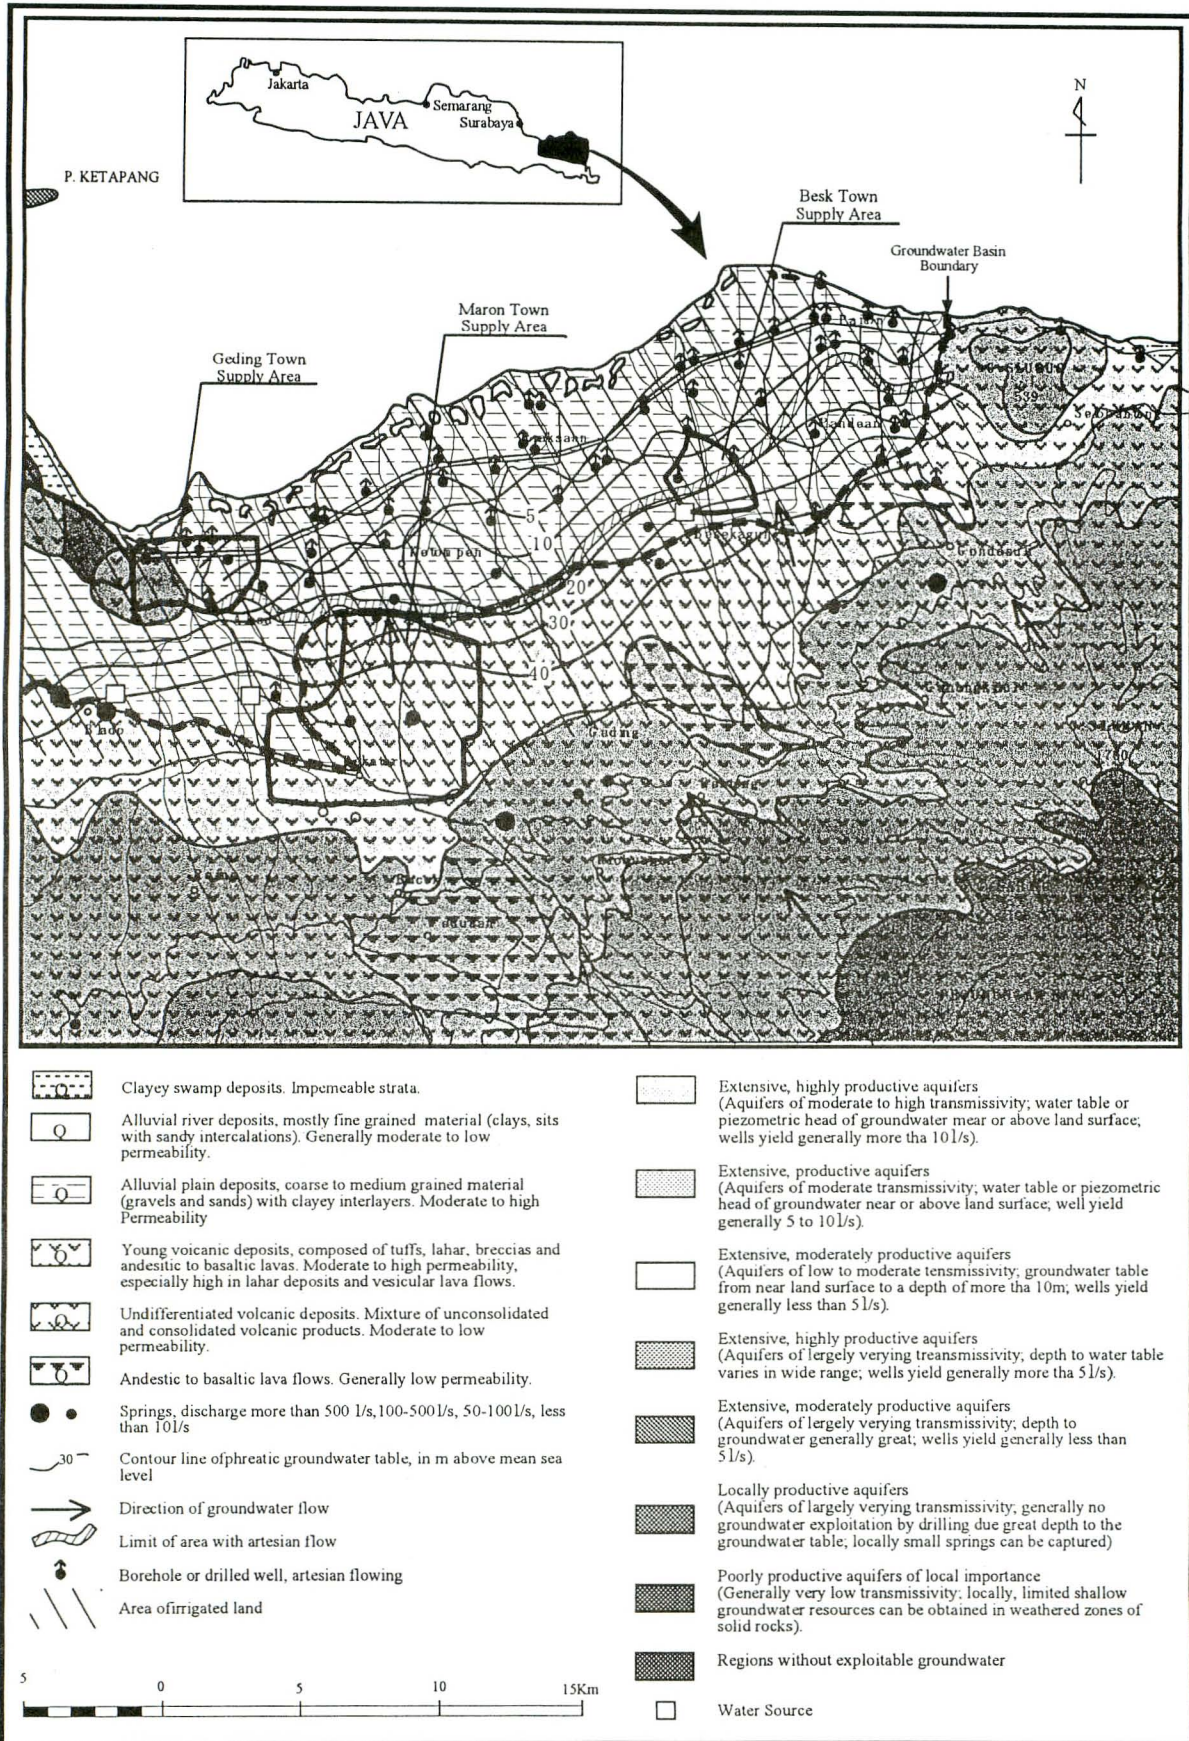 Jakarta
Semarang
JAVA
Surabaya
N
P. KETAPANG
Besk Town
Supply Area
Groundwater Basin
Boundary
Maron Town
Supply Area
Geding Town
Supply Area
539
5
10
20
30
40
Gading
780
Clayey swamp deposits. Impemeable strata.
Alluvial river deposits, mostly fine grained material (clays, sits
with sandy intercalations). Generally moderate to low
permeability.
Alluvial plain deposits, coarse to medium grained material
(gravels and sands) with clayey interlayers. Moderate to high
Permeability
Young voicanic deposits, composed of tuffs, lahar, breccias and
andesitic to basaltic lavas. Moderate to high permeability,
especially high in lahar deposits and vesicular lava flows.
Undifferentiated volcanic deposits. Mixture of unconsolidated
and consolidated volcanic products. Moderate to low
permeability.
Andestic to basaltic lava flows. Generally low permeability.
Springs, discharge more than 500 l/s,100-500l/s, 50-100l/s, less
than 10l/s
30
Contour line ofphreatic groundwater table, in m above mean sea
level
Direction of groundwater flow
Limit of area with artesian flow
Borehole or drilled well, artesian flowing
Area ofirrigated land
5 0 5 10 15Km
Extensive, highly productive aquifers
(Aquifers of moderate to high transmissivity; water table or
piezometric head of groundwater mear or above land surface;
wells yield generally more tha 10l/s).
Extensive, productive aquifers
(Aquifers of moderate transmissivity; water table or piezometric
head of groundwater near or above land surface; well yield
generally 5 to 10l/s).
Extensive, moderately productive aquifers
(Aquifers of low to moderate tensmissivity; groundwater table
from near land surface to a depth of more tha 10m; wells yield
generally less than 5l/s).
Extensive, highly productive aquifers
(Aquifers of lergely verying treansmissivity; depth to water table
varies in wide range; wells yield generally more tha 5l/s).
Extensive, moderately productive aquifers
(Aquifers of lergely verying transmissivity; depth to
groundwater generally great; wells yield generally less than
5l/s).
Locally productive aquifers
(Aquifers of largely verying transmissivity; generally no
groundwater exploitation by drilling due great depth to the
groundwater table; locally small springs can be captured)
Poorly productive aquifers of local importance
(Generally very low transmissivity: locally, limited shallow
groundwater resources can be obtained in weathered zones of
solid rocks).
Regions without exploitable groundwater
Water Source